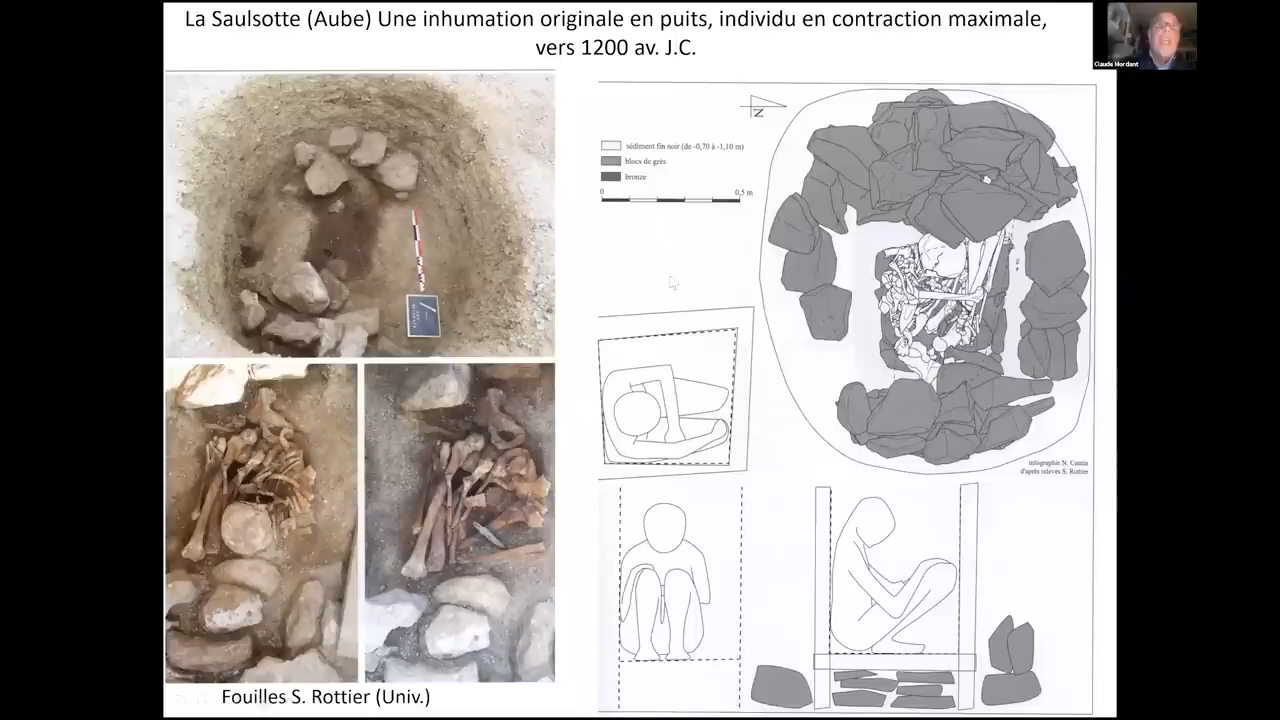 La Saulsotte (Aube) Une inhumation originale en puits, individu en contraction maximale,
vers 1200 av. J.C.
Claude Mordant
N
sédiment fin noir (de -0,70 à -1,10 m)
blocs de grès
bronze
0
0,5 m
infographie N. Cantin
d'après relevés S. Rottier
Fouilles S. Rottier (Univ.)